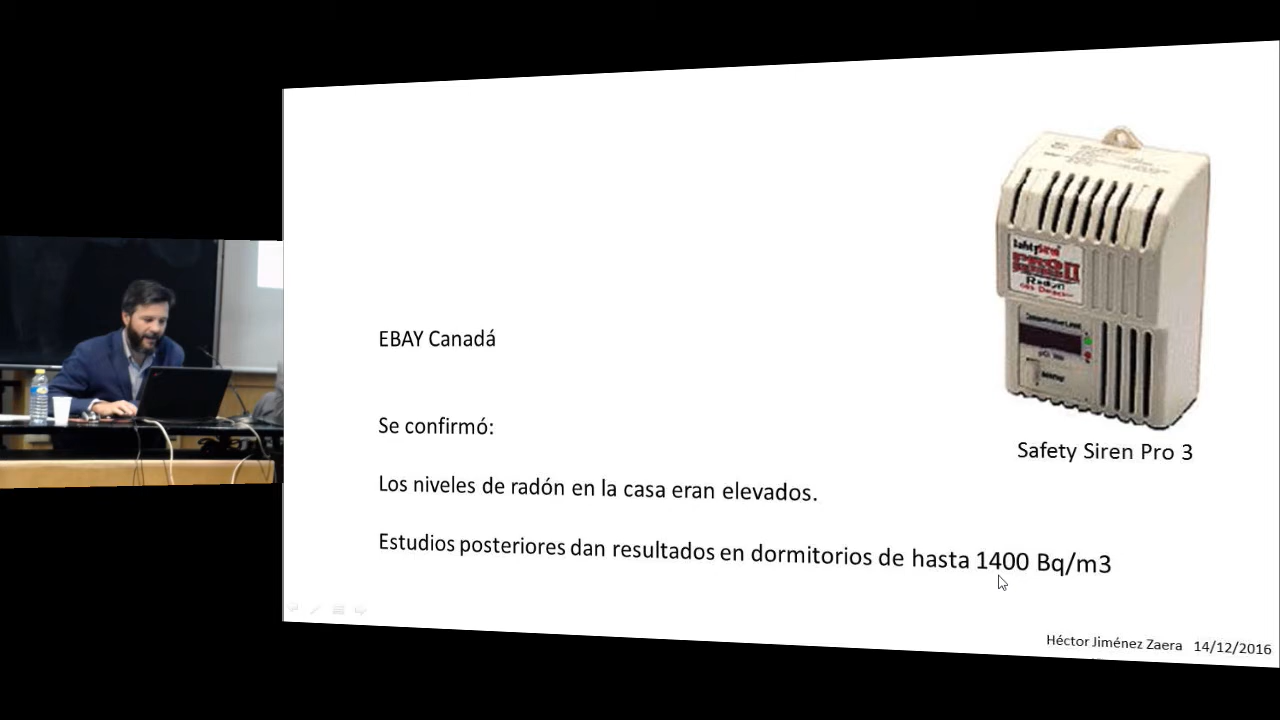 EBAY Canadá
Se confirmó:
Los niveles de radón en la casa eran elevados.
Estudios posteriores dan resultados en dormitorios de hasta 1400 Bq/m3
Safety Siren Pro 3
Héctor Jiménez Zaera 14/12/2016